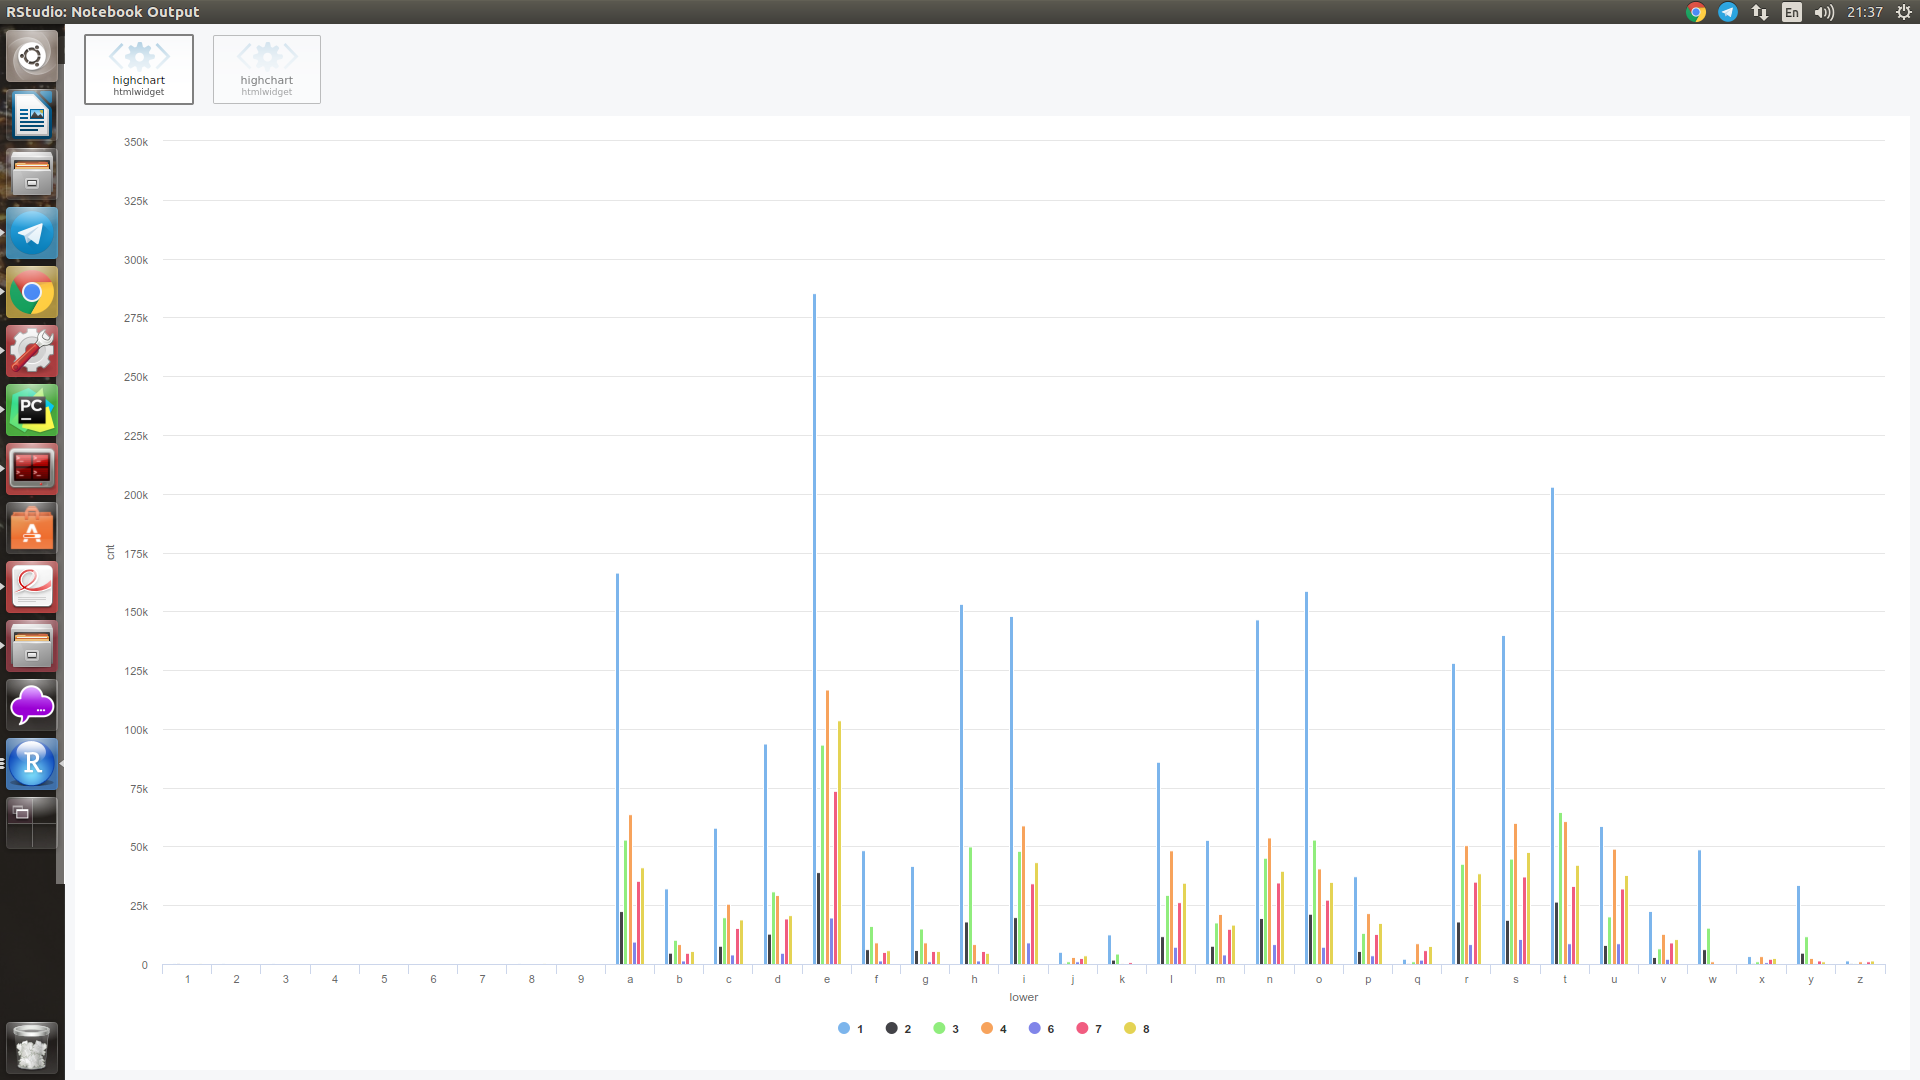 RStudio: Notebook Output
En
21:37
highchart
htmlwidget
highchart
htmlwidget
350k
325k
300k
275k
250k
225k
200k
175k
150k
125k
100k
75k
50k
25k
0
cnt
1 2 3 4 5 6 7 8 9 a b c d e f g h i j k l m n o p q r s t u v w x y z
lower
1 2 3 4 6 7 8
PC
A
R